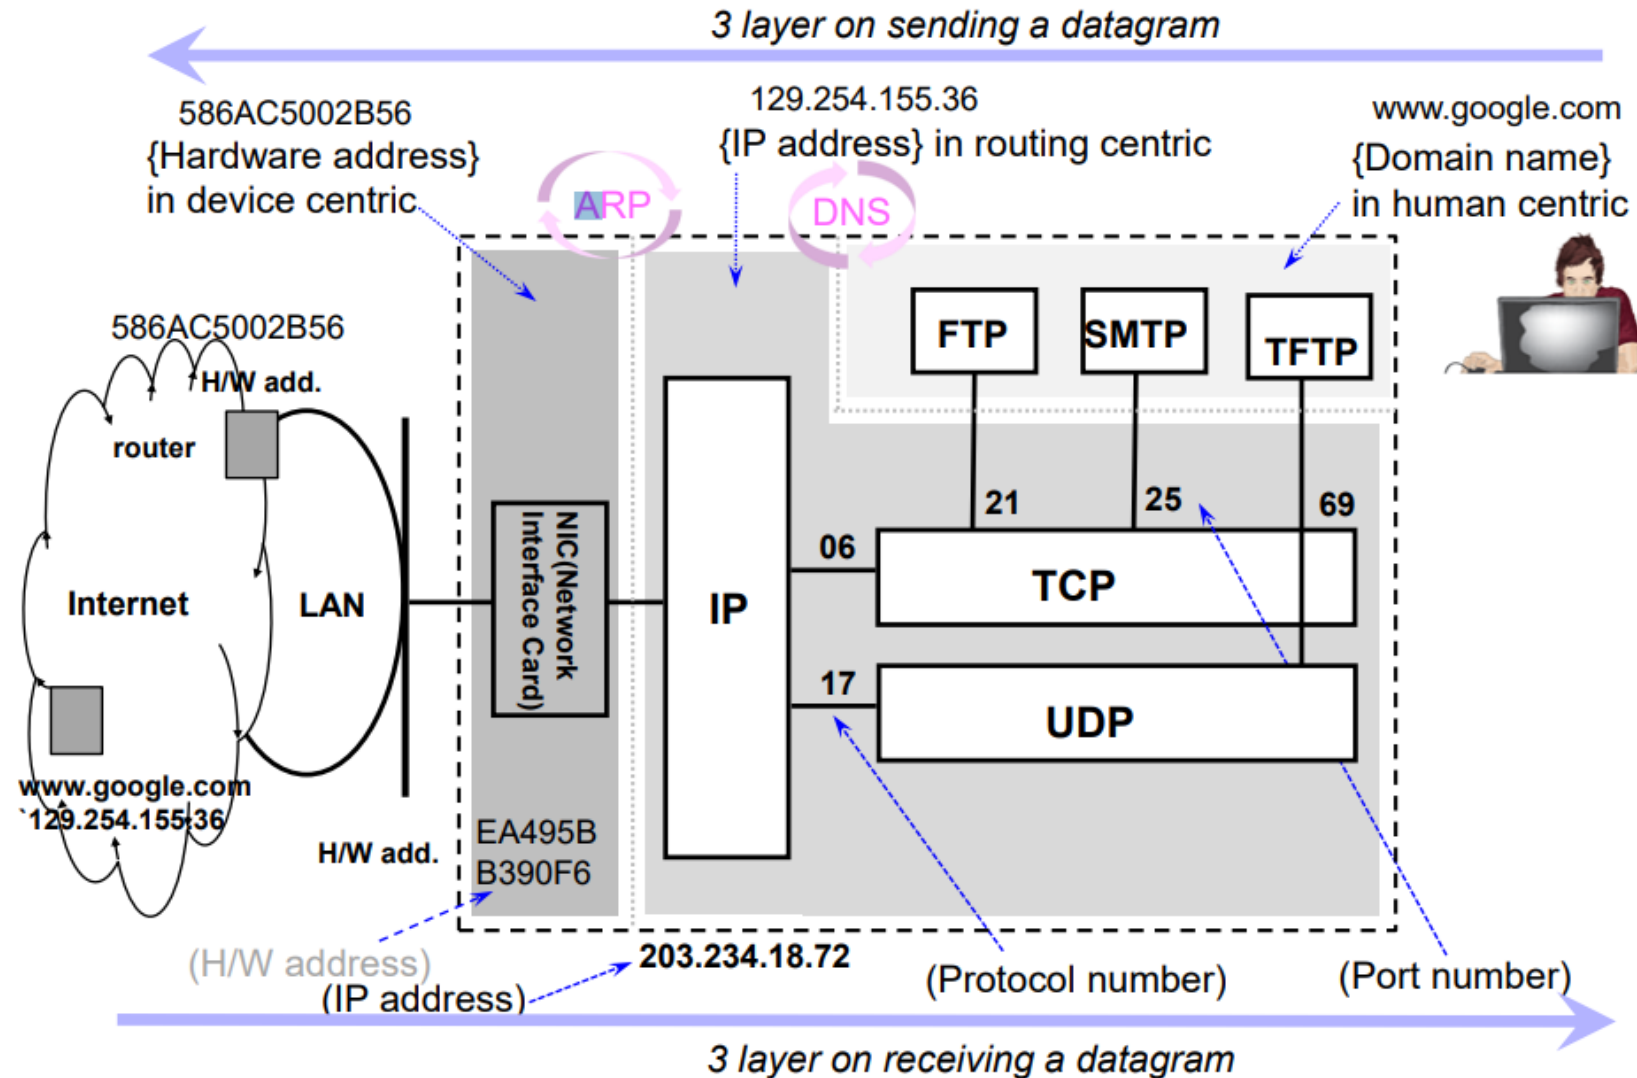 3 layer on sending a datagram
586AC5002B56
{Hardware address}
in device centric
ARP
129.254.155.36
{IP address} in routing centric
DNS
www.google.com
{Domain name}
in human centric
586AC5002B56
H/W add.
router
Internet
LAN
www.google.com
`129.254.155.36
H/W add.
NIC(Network
Interface Card)
EA495B
B390F6
IP
FTP
SMTP
TFTP
21
25
69
06
TCP
17
UDP
(H/W address)
(IP address)
203.234.18.72
(Protocol number)
(Port number)
3 layer on receiving a datagram